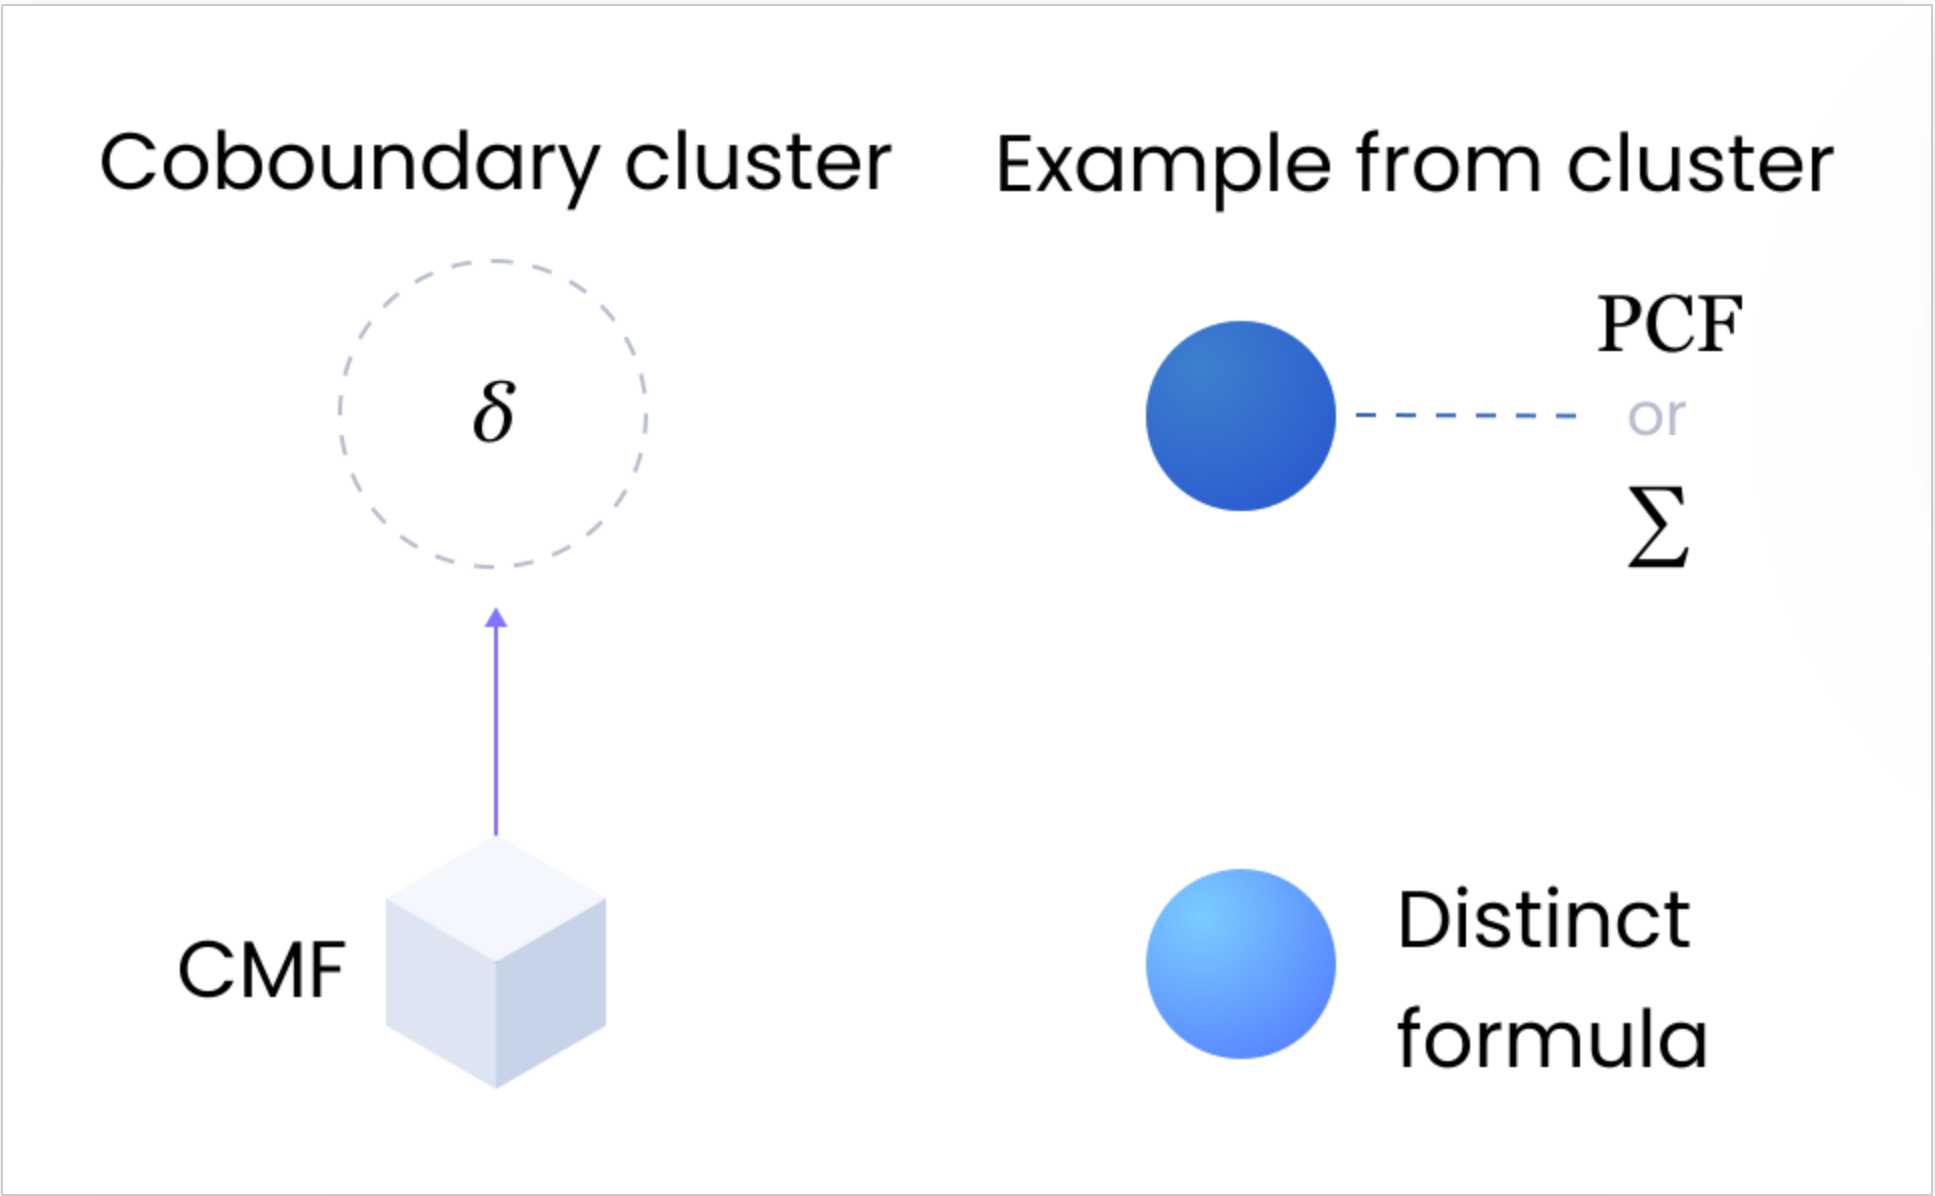 Coboundary cluster
Example from cluster
δ
PCF
or
Σ
CMF
Distinct
formula